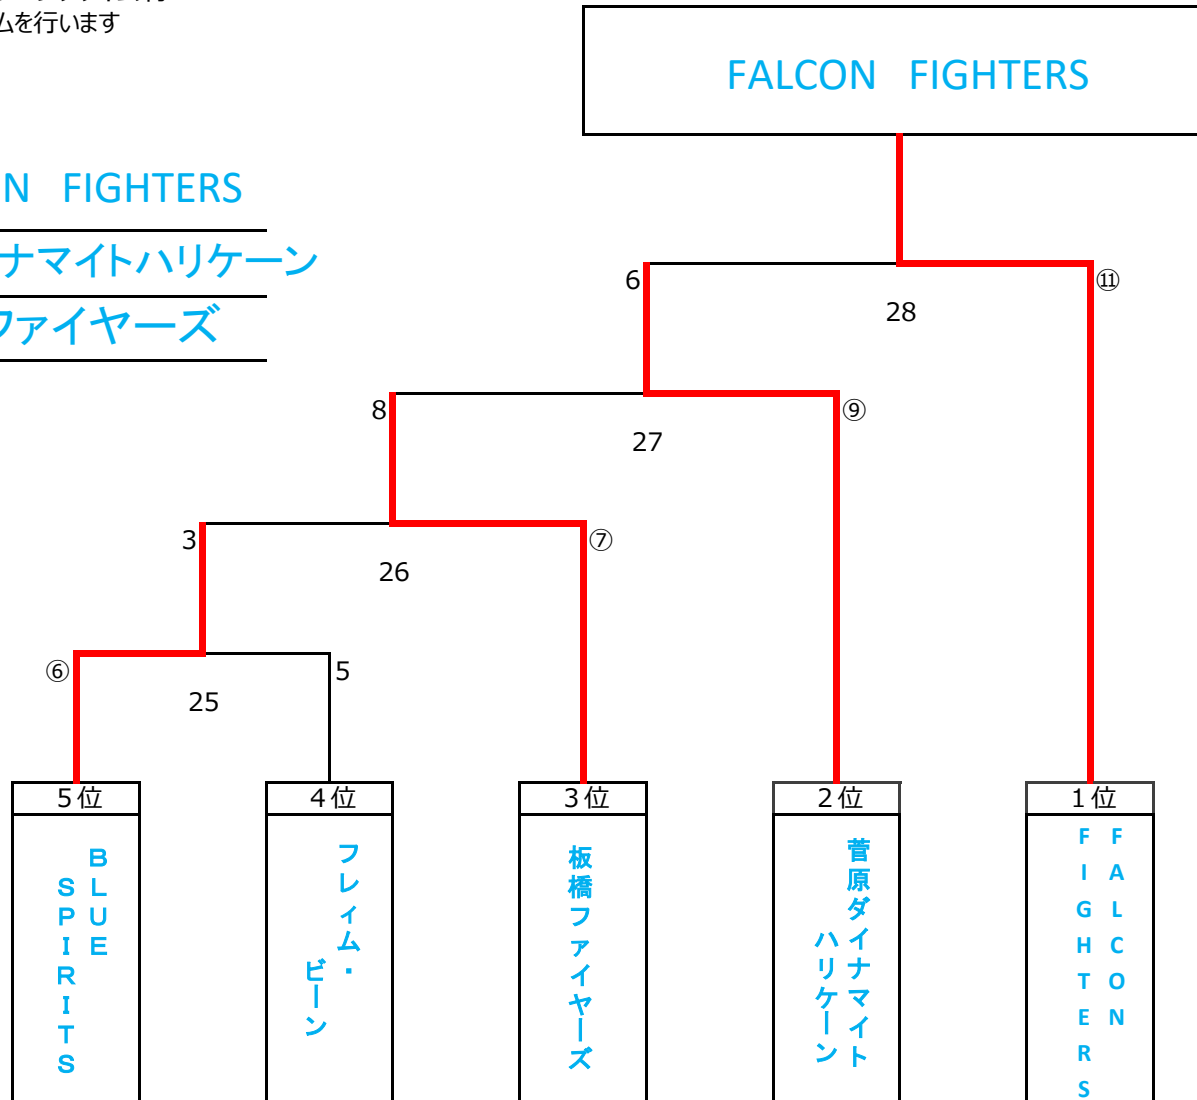 ムを行います
FALCON FIGHTERS
N FIGHTERS
ナマイトハリケーン
ファイヤーズ
6
⑪
28
8
⑨
27
3
⑦
26
⑥
5
25
5位
4位
3位
2位
1位
BLUE
SPIRITS
フレイム・
ビーン
板橋ファイヤーズ
菅原ダイナマイト
ハリケーン
FALCON
FIGHTERS